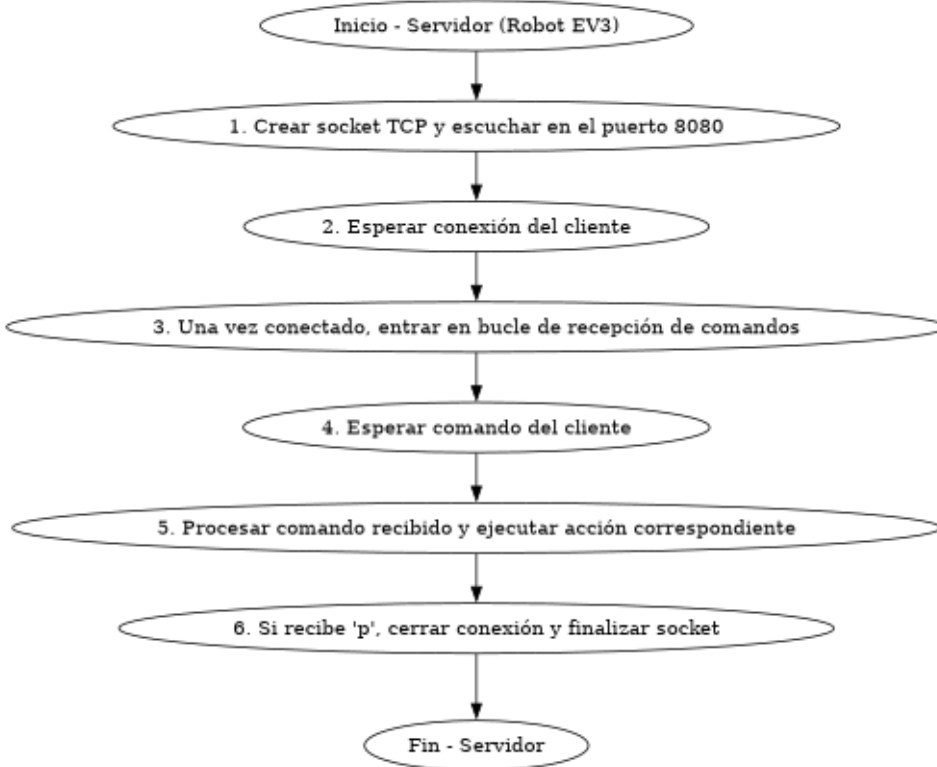 Inicio - Servidor (Robot EV3)
1. Crear socket TCP y escuchar en el puerto 8080
2. Esperar conexión del cliente
3. Una vez conectado, entrar en bucle de recepción de comandos
4. Esperar comando del cliente
5. Procesar comando recibido y ejecutar acción correspondiente
6. Si recibe 'p', cerrar conexión y finalizar socket
Fin - Servidor